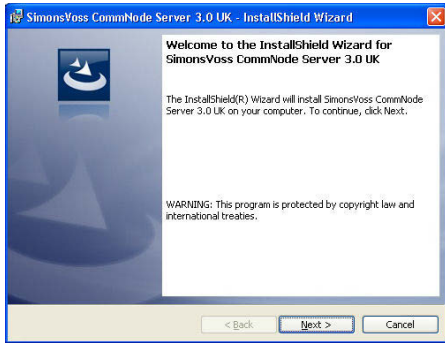 SimonsVoss CommNode Server 3.0 UK - InstallShield Wizard
Welcome to the InstallShield Wizard for
SimonsVoss CommNode Server 3.0 UK
The InstallShield(R) Wizard will install SimonsVoss CommNode
Server 3.0 UK on your computer. To continue, click Next.
WARNING: This program is protected by copyright law and
international treaties.
< Back
Next >
Cancel